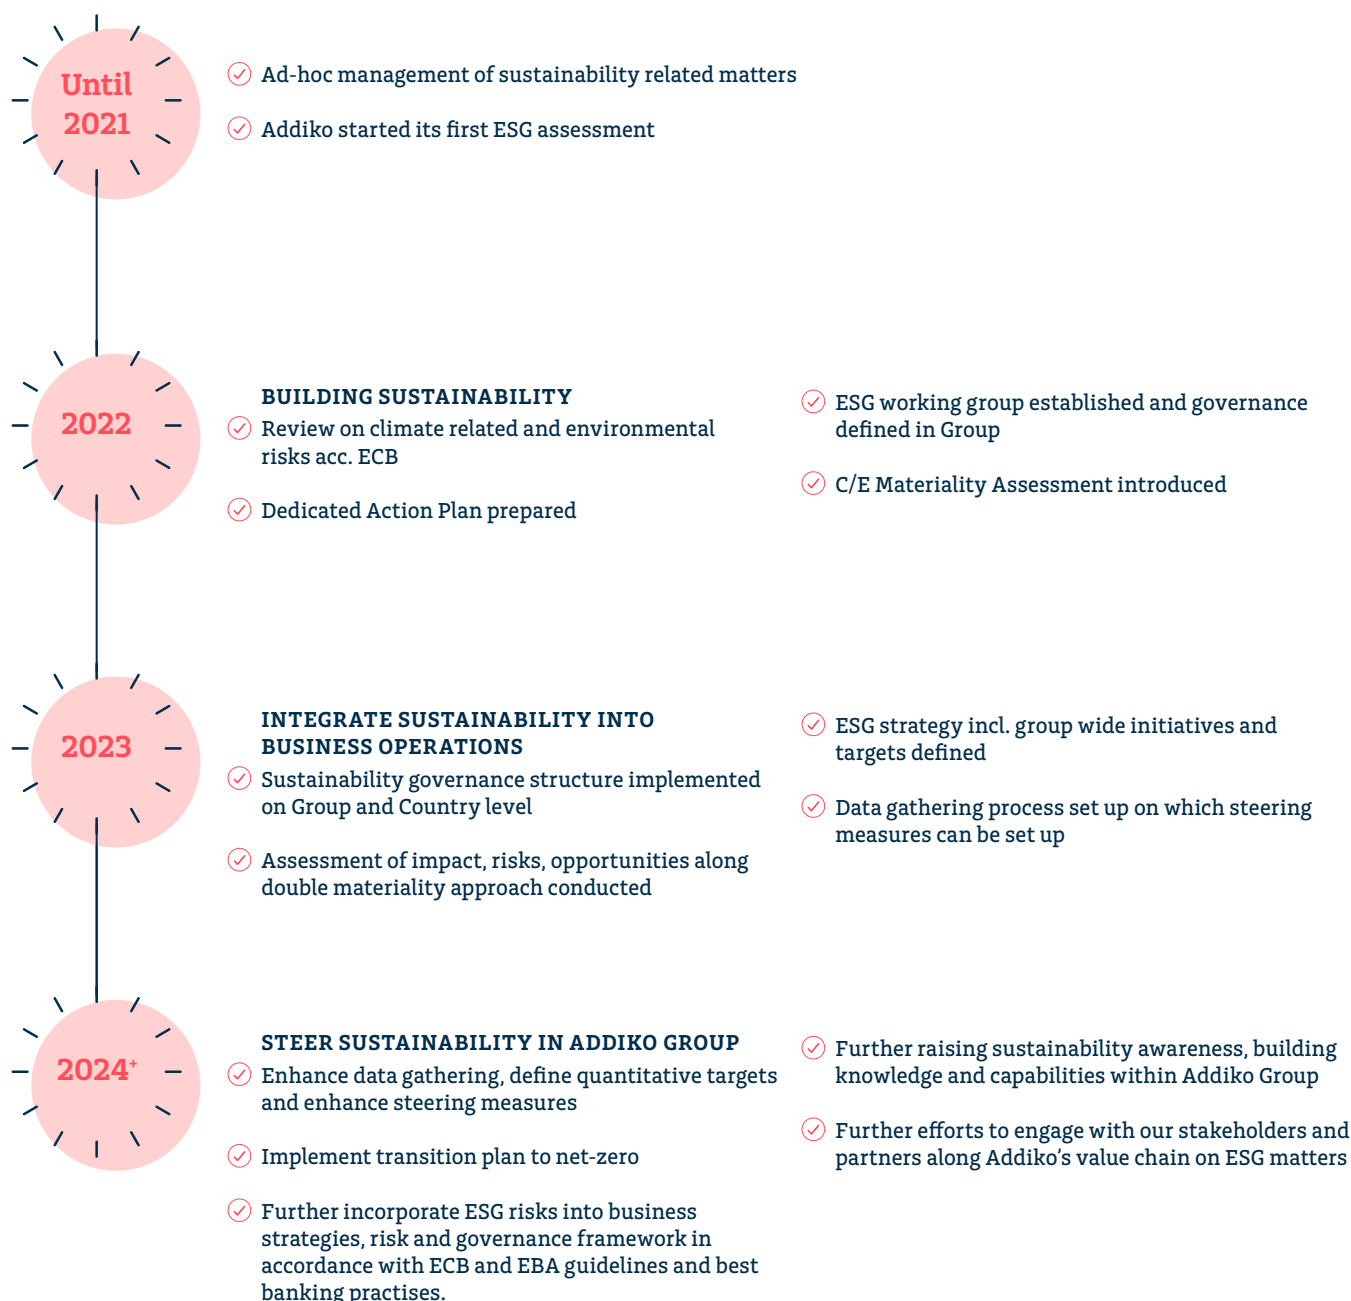 Until
2021
Ad-hoc management of sustainability related matters
Addiko started its first ESG assessment
2022
BUILDING SUSTAINABILITY
Review on climate related and environmental
risks acc. ECB
Dedicated Action Plan prepared
ESG working group established and governance
defined in Group
C/E Materiality Assessment introduced
2023
INTEGRATE SUSTAINABILITY INTO
BUSINESS OPERATIONS
Sustainability governance structure implemented
on Group and Country level
Assessment of impact, risks, opportunities along
double materiality approach conducted
ESG strategy incl. group wide initiatives and
targets defined
Data gathering process set up on which steering
measures can be set up
2024+
STEER SUSTAINABILITY IN ADDIKO GROUP
Enhance data gathering, define quantitative targets
and enhance steering measures
Implement transition plan to net-zero
Further incorporate ESG risks into business
strategies, risk and governance framework in
accordance with ECB and EBA guidelines and best
banking practises.
Further raising sustainability awareness, building
knowledge and capabilities within Addiko Group
Further efforts to engage with our stakeholders and
partners along Addiko’s value chain on ESG matters